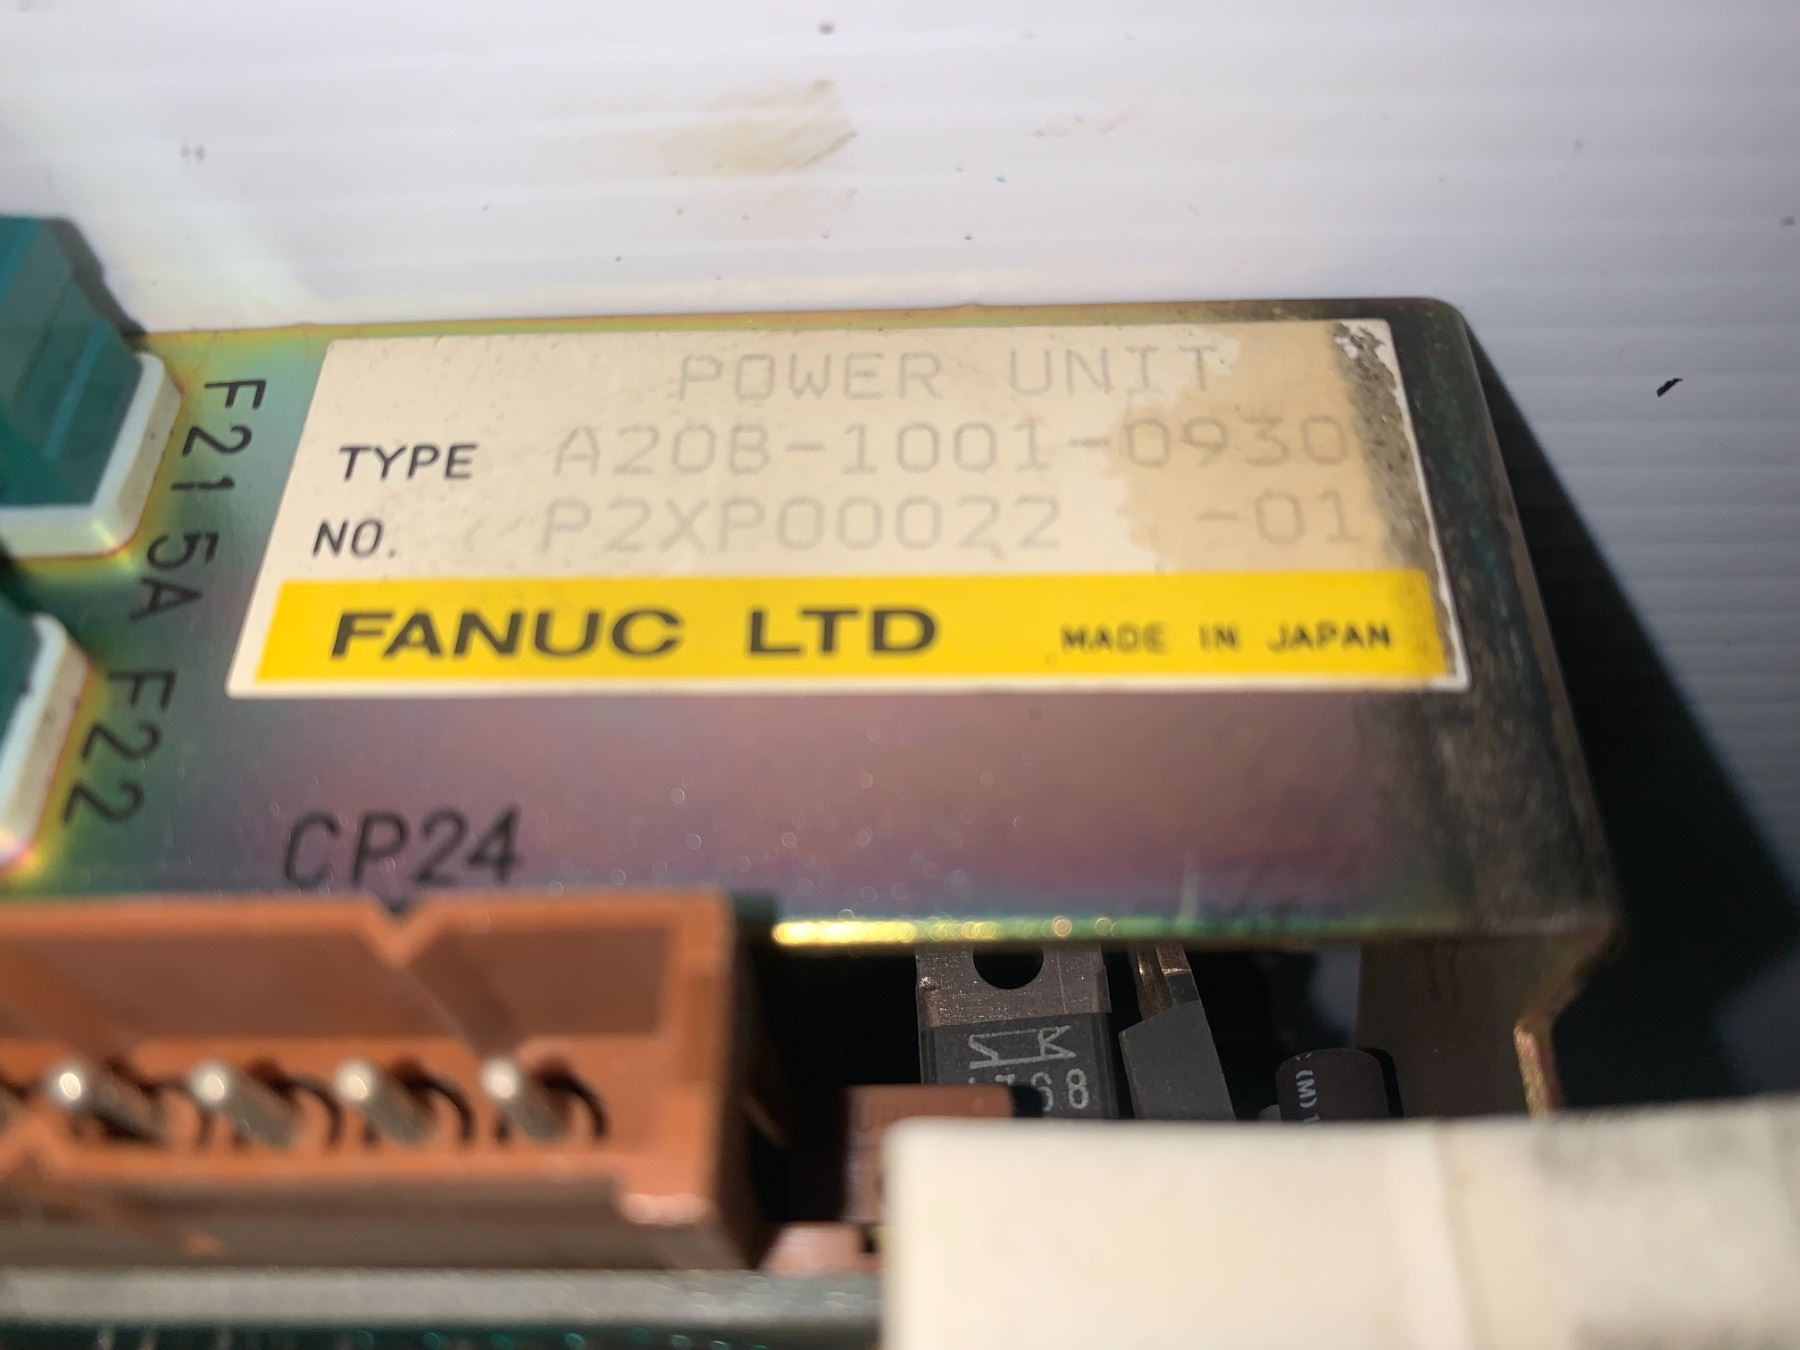 POWER UNIT
TYPE A20B-1001-0930
NO. P2XP00022 -01
FANUC LTD MADE IN JAPAN
F21 5A F22
CP24